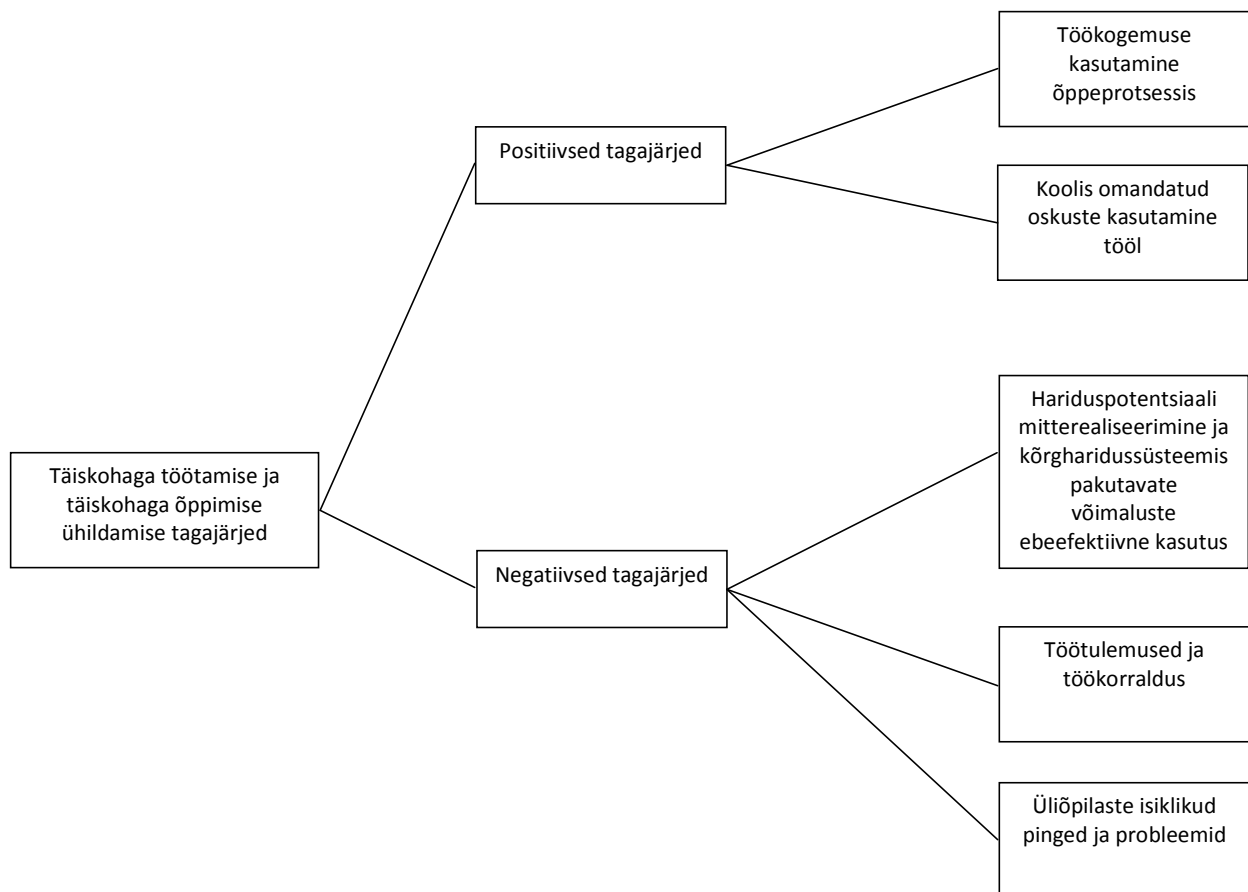 Töökogemuse
kasutamine
õppeprotsessis
Positiivsed tagajärjed
Koolis omandatud
oskuste kasutamine
tööl
Hariduspotentsiaali
mitterealiseerimine ja
kõrgharidussüsteemis
pakutavate
võimaluste
ebeefektiivne kasutus
Täiskohaga töötamise ja
täiskohaga õppimise
ühildamise tagajärjed
Negatiivsed tagajärjed
Töötulemused ja
töökorraldus
Üliõpilaste isiklikud
pinged ja probleemid